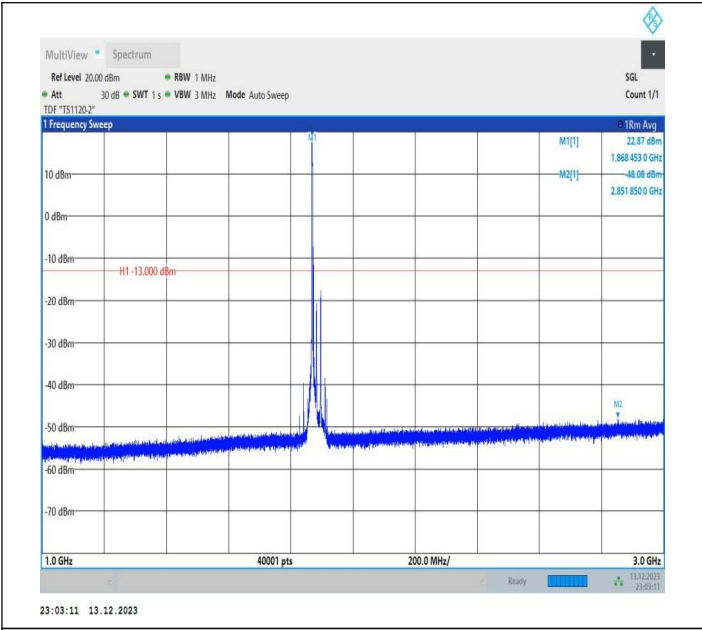 MultiView Spectrum
Ref Level 20.00 dBm RBW 1 MHz SGL
Att 30 dB SWT 1 s VBW 3 MHz Mode Auto Sweep Count 1/1
TDF "TS1120-2"
1 Frequency Sweep 1Rm Avg
M1 M1[1] 22.87 dBm
1.868 453 0 GHz
10 dBm M2[1] -48.08 dBm
2.851 850 0 GHz
0 dBm
-10 dBm
H1 -13.000 dBm
-20 dBm
-30 dBm
-40 dBm
M2
-50 dBm
-60 dBm
-70 dBm
1.0 GHz 40001 pts 200.0 MHz/ 3.0 GHz
Ready 13.12.2023
23:03:11
23:03:11 13.12.2023